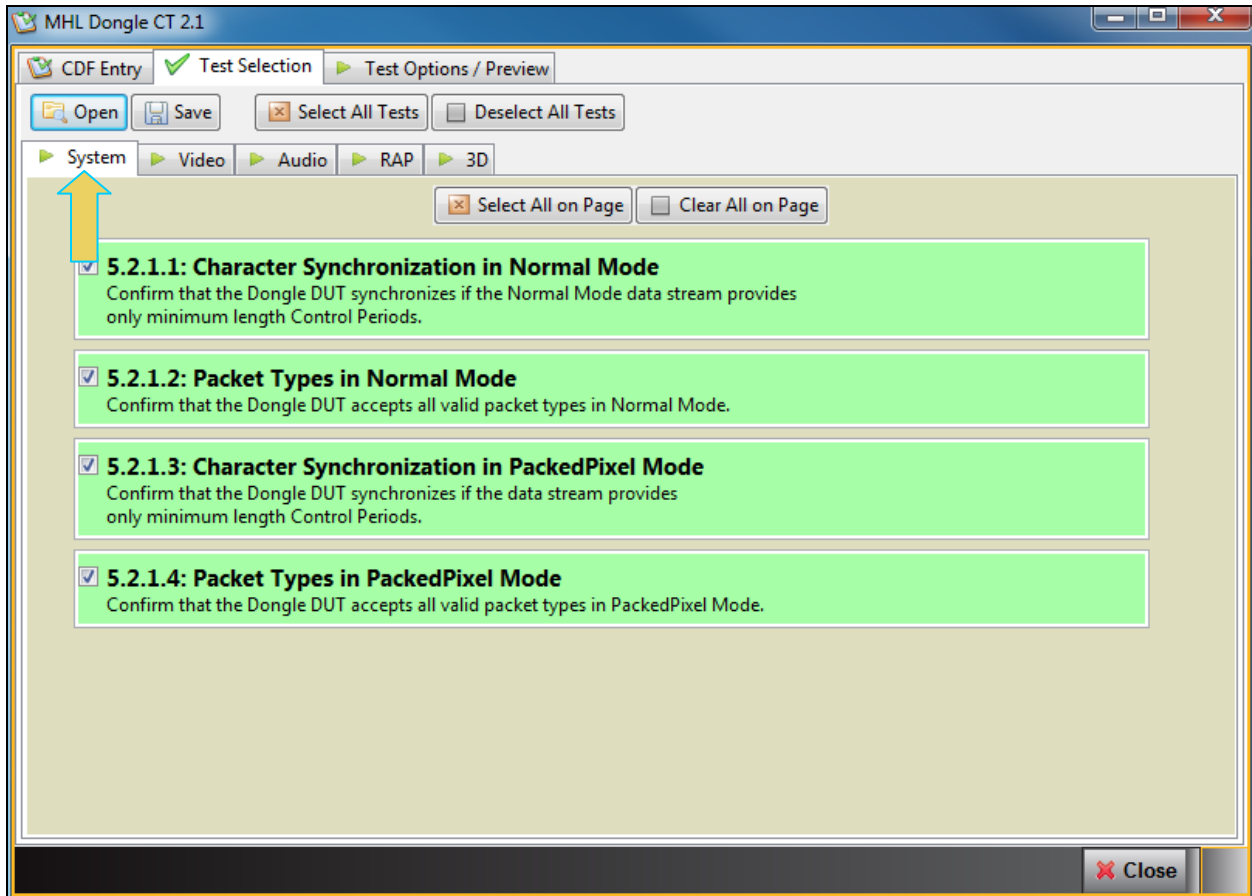 MHL Dongle CT 2.1
CDF Entry
Test Selection
Test Options / Preview
Open
Save
Select All Tests
Deselect All Tests
System
Video
Audio
RAP
3D
Select All on Page
Clear All on Page
5.2.1.1: Character Synchronization in Normal Mode
Confirm that the Dongle DUT synchronizes if the Normal Mode data stream provides
only minimum length Control Periods.
5.2.1.2: Packet Types in Normal Mode
Confirm that the Dongle DUT accepts all valid packet types in Normal Mode.
5.2.1.3: Character Synchronization in PackedPixel Mode
Confirm that the Dongle DUT synchronizes if the data stream provides
only minimum length Control Periods.
5.2.1.4: Packet Types in PackedPixel Mode
Confirm that the Dongle DUT accepts all valid packet types in PackedPixel Mode.
Close